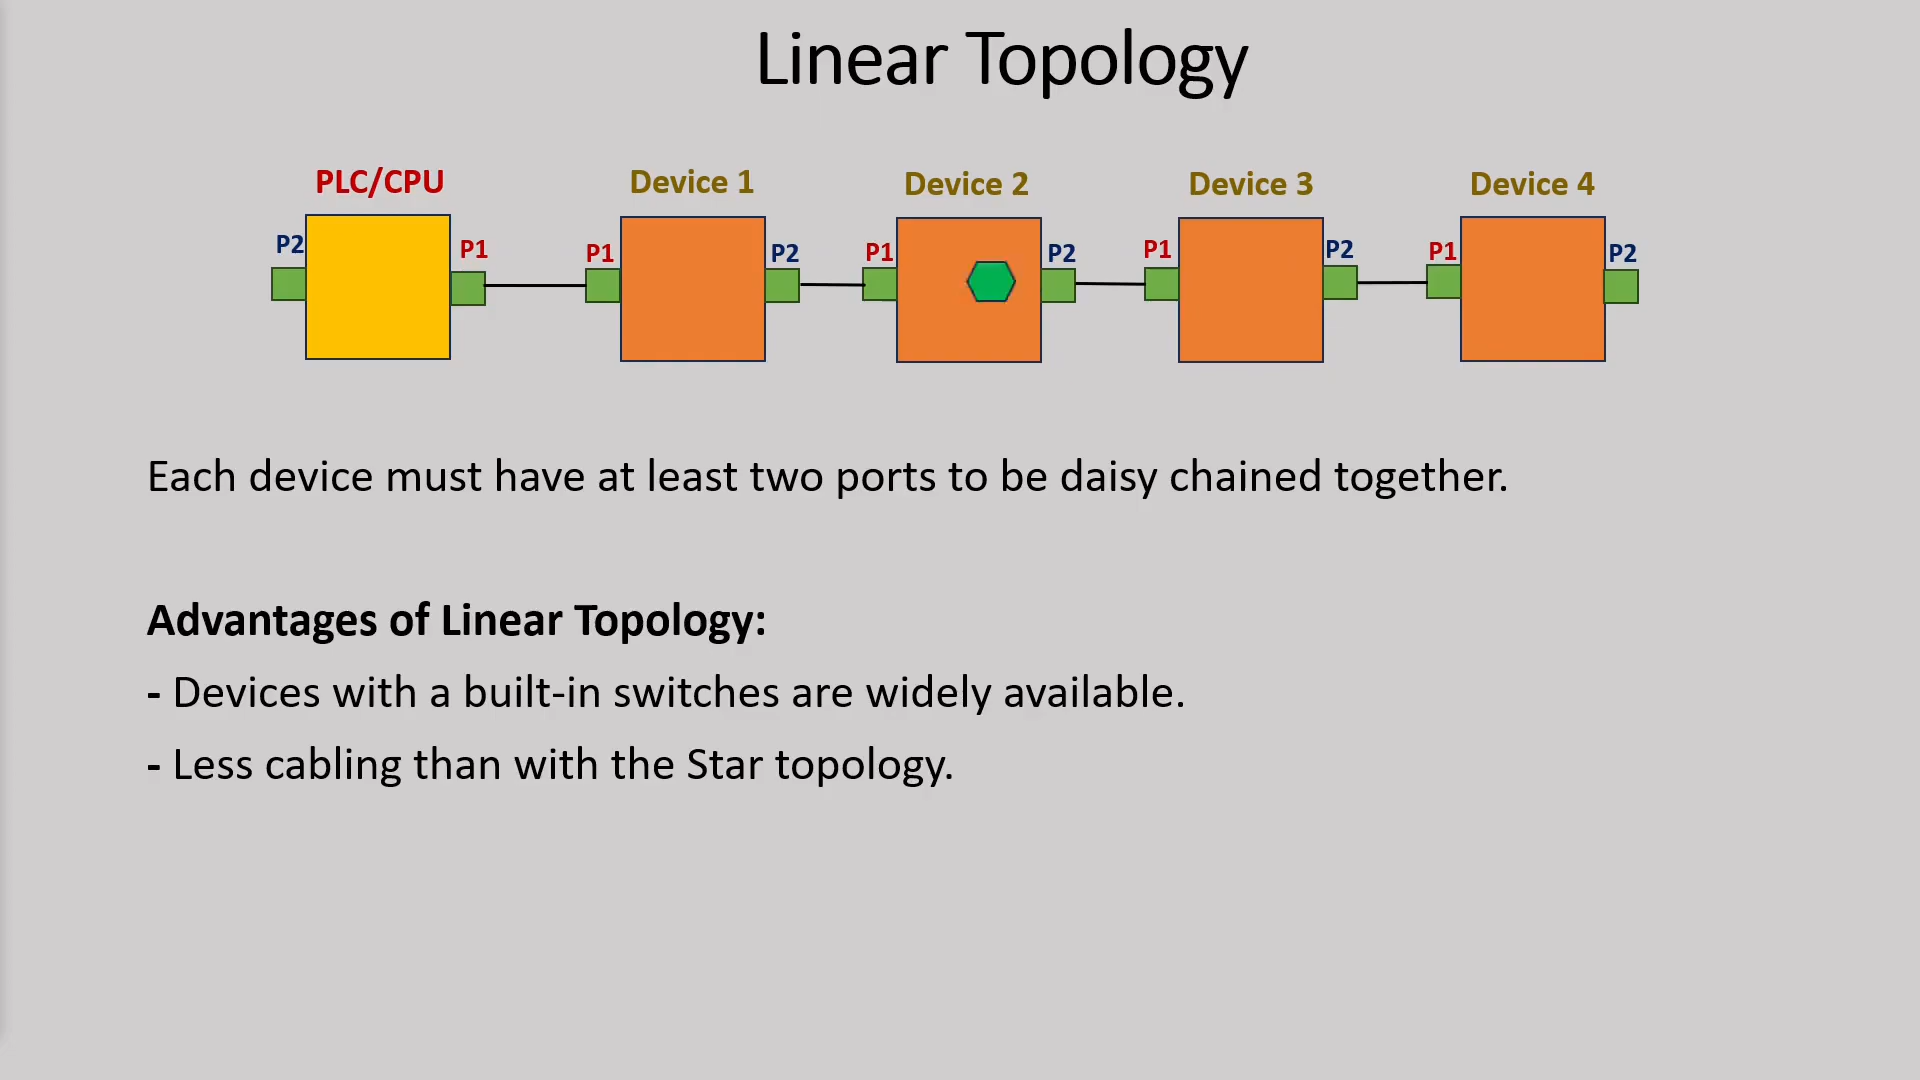 Linear Topology
PLC/CPU Device 1 Device 2 Device 3 Device 4
P2 P1 P1 P2 P1 P2 P1 P2 P1 P2
Each device must have at least two ports to be daisy chained together.
Advantages of Linear Topology:
- Devices with a built-in switches are widely available.
- Less cabling than with the Star topology.